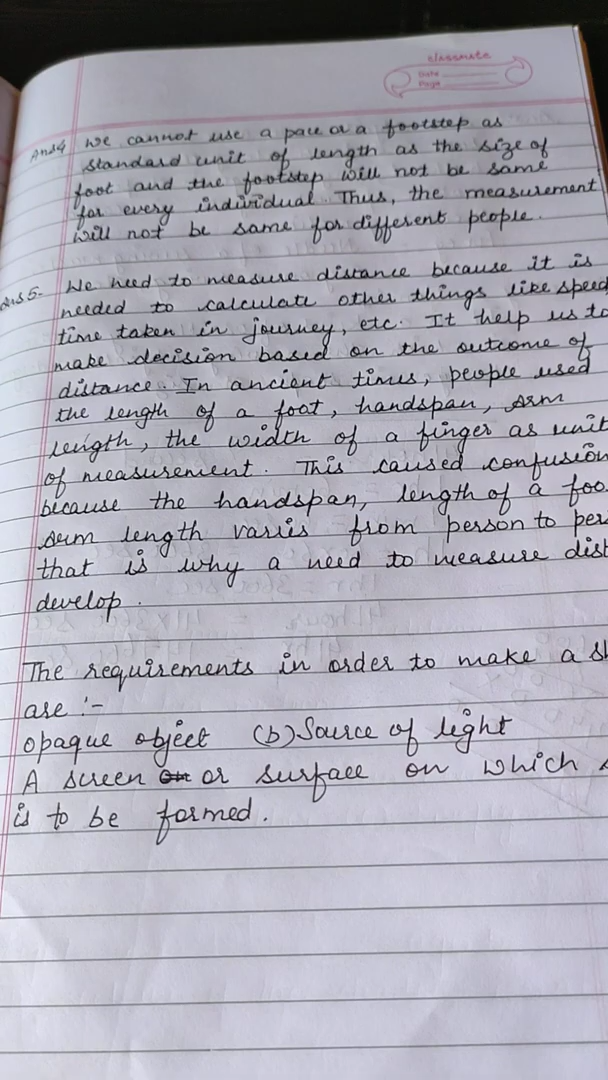 classmate
Date
Page
Ans4 We cannot use a pace or a footstep as
standard unit of length as the size of
foot and the footstep will not be same
for every individual. Thus, the measurement
will not be same for different people.
Ans 5- We need to measure distance because it is
needed to calculate other things like speed
time taken in journey, etc. It help us to
make decision based on the outcome of
distance. In ancient times, people used
the length of a foot, handspan, arm
length, the width of a finger as unit
of measurement. This caused confusion
because the handspan, length of a foo
arm length varies from person to per
that is why a need to measure dist
develop.
The requirements in order to make a sh
are :-
opaque object (b) Source of light
A screen or surface on which s
is to be formed.